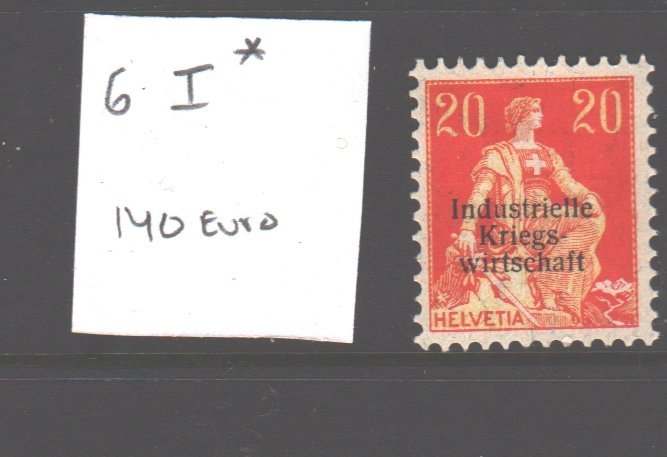 6 I *
140 Euro
20 20
Industrielle
Kriegs-
wirtschaft
HELVETIA